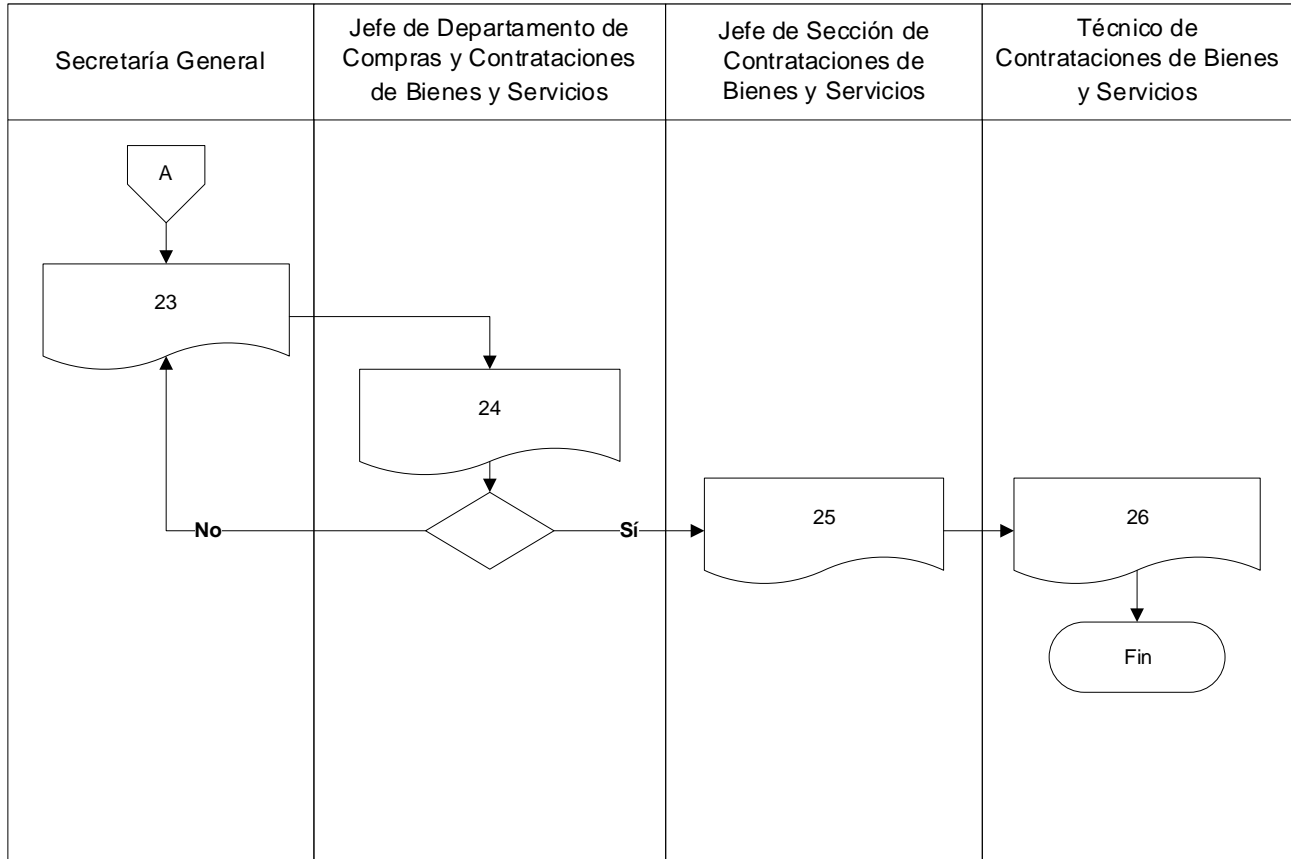 Secretaría General
Jefe de Departamento de
Compras y Contrataciones
de Bienes y Servicios
Jefe de Sección de
Contrataciones de
Bienes y Servicios
Técnico de
Contrataciones de Bienes
y Servicios
A
23
24
No
Sí
25
26
Fin